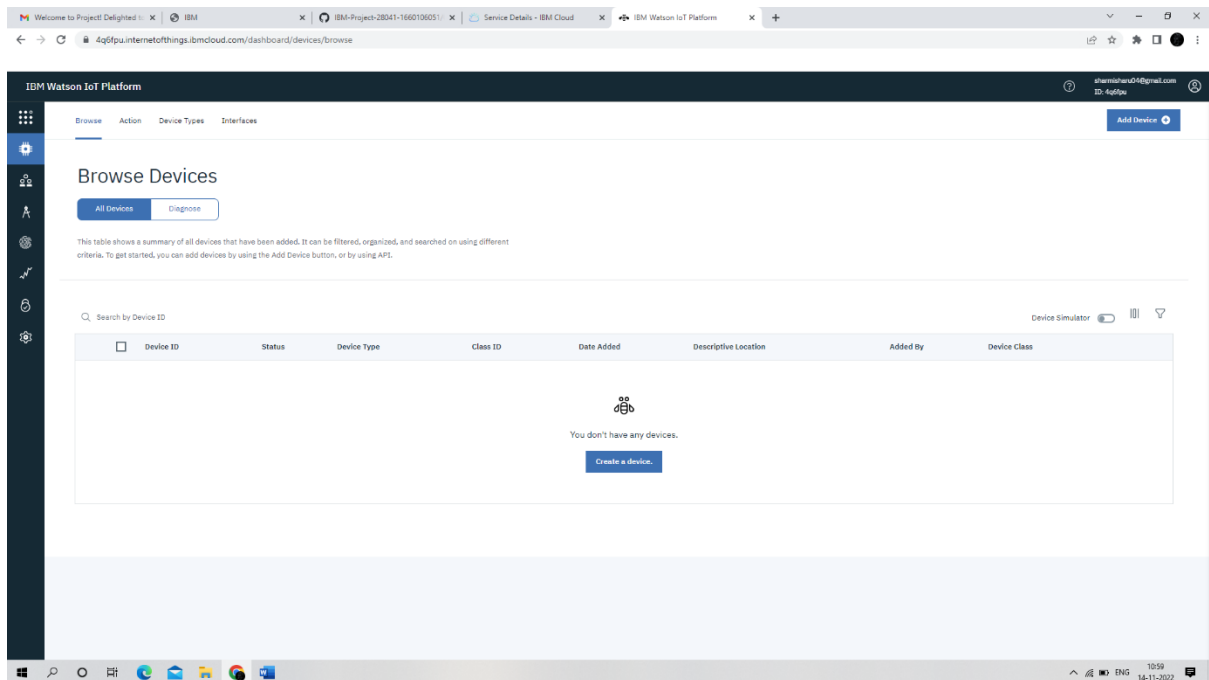 Welcome to Project! Delighted t
IBM
IBM-Project-28041-1660106051/
Service Details - IBM Cloud
IBM Watson IoT Platform
4q6fpu.internetofthings.ibmcloud.com/dashboard/devices/browse
IBM Watson IoT Platform
sharmisharu04@gmail.com
ID: 4q6fpu
Browse Action Device Types Interfaces
Add Device
Browse Devices
All Devices Diagnose
This table shows a summary of all devices that have been added. It can be filtered, organized, and searched on using different
criteria. To get started, you can add devices by using the Add Device button, or by using API.
Search by Device ID
Device Simulator
Device ID Status Device Type Class ID Date Added Descriptive Location Added By Device Class
You don't have any devices.
Create a device.
ENG
10:59
14-11-2022